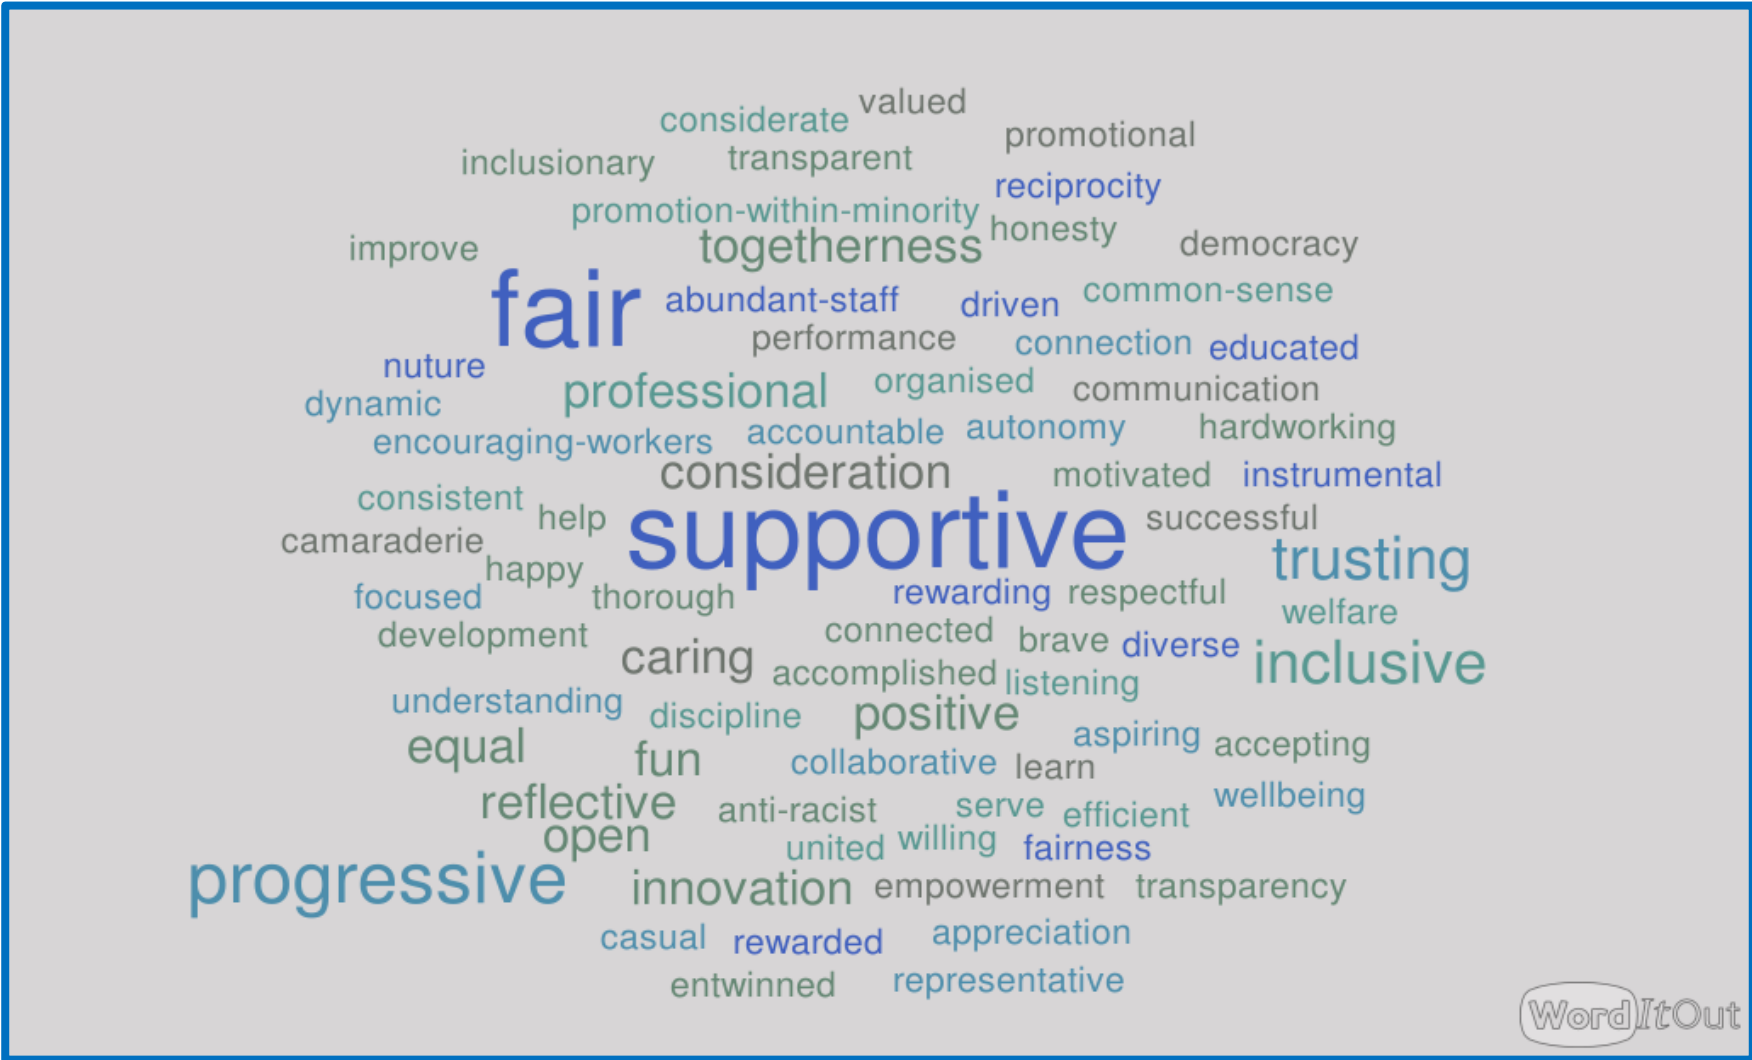 valued
considerate
promotional
inclusionary transparent
reciprocity
promotion-within-minority
honesty
improve togetherness democracy
fair abundant-staff driven common-sense
performance connection educated
nuture
professional organised communication
dynamic
encouraging-workers accountable autonomy hardworking
consideration motivated instrumental
consistent help supportive successful
camaraderie happy trusting
focused thorough rewarding respectful welfare
development connected brave diverse inclusive
caring accomplished listening
understanding discipline positive
equal fun collaborative learn aspiring accepting
reflective anti-racist serve efficient wellbeing
open united willing fairness
progressive innovation empowerment transparency
casual rewarded appreciation
entwinned representative
WordItOut